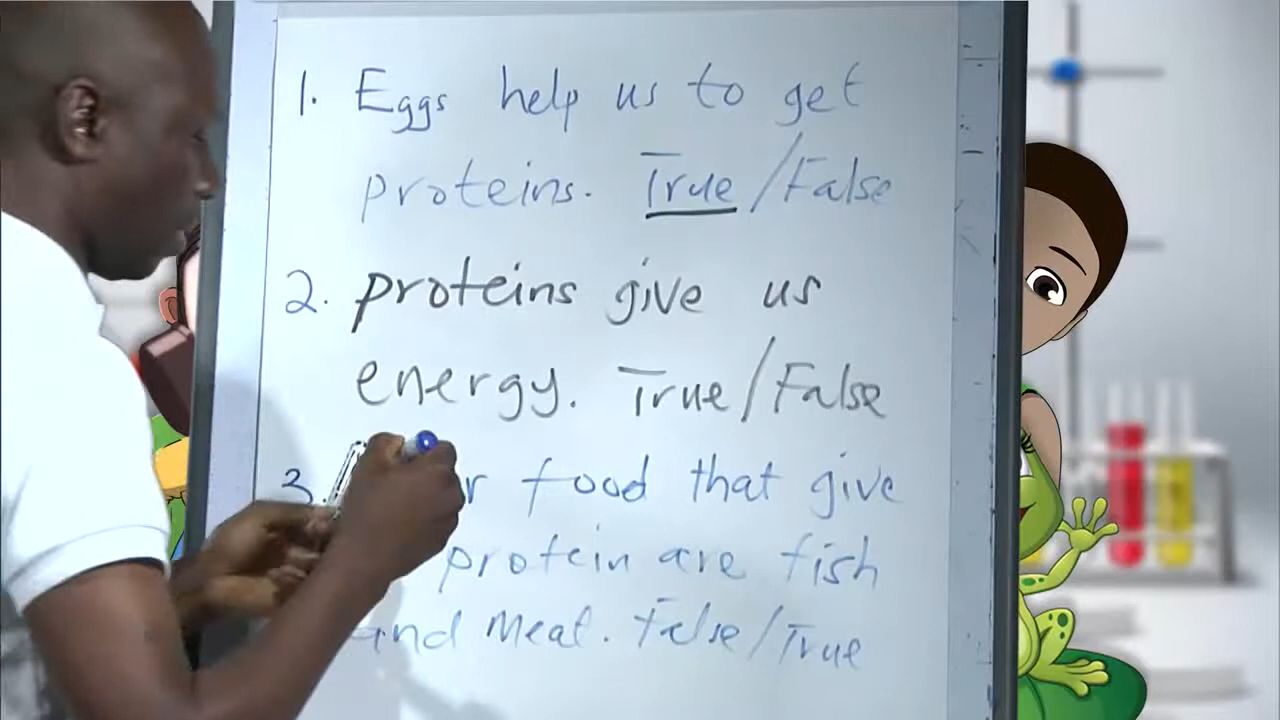 1. Eggs help us to get
proteins. True/False
2. proteins give us
energy. True/False
3. food that give
protein are fish
and meat. False/True